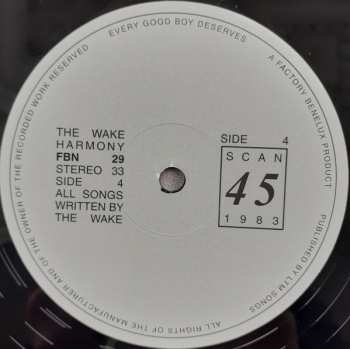 EVERY GOOD BOY DESERVES
A FACTORY BENELUX PRODUCT
PUBLISHED BY LTM SONGS
ALL RIGHTS OF THE MANUFACTURER AND OF THE OWNER OF THE RECORDED WORK RESERVED
THE WAKE
HARMONY
FBN 29
STEREO 33
SIDE 4
ALL SONGS
WRITTEN BY
THE WAKE
SIDE 4
SCAN
45
1983